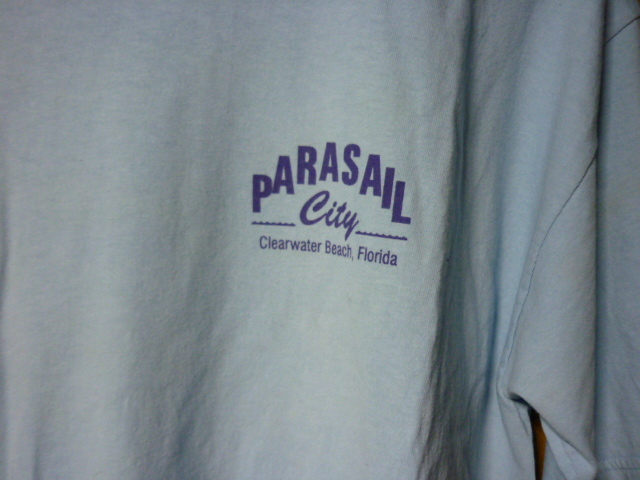 PARASAIL
City
Clearwater Beach, Florida